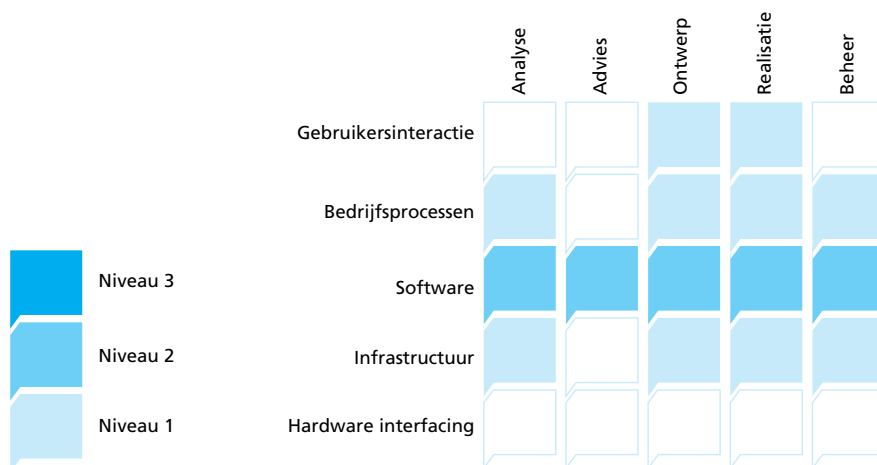 Analyse
Advies
Ontwerp
Realisatie
Beheer
Gebruikersinteractie
Bedrijfsprocessen
Software
Infrastructuur
Hardware interfacing
Niveau 3
Niveau 2
Niveau 1